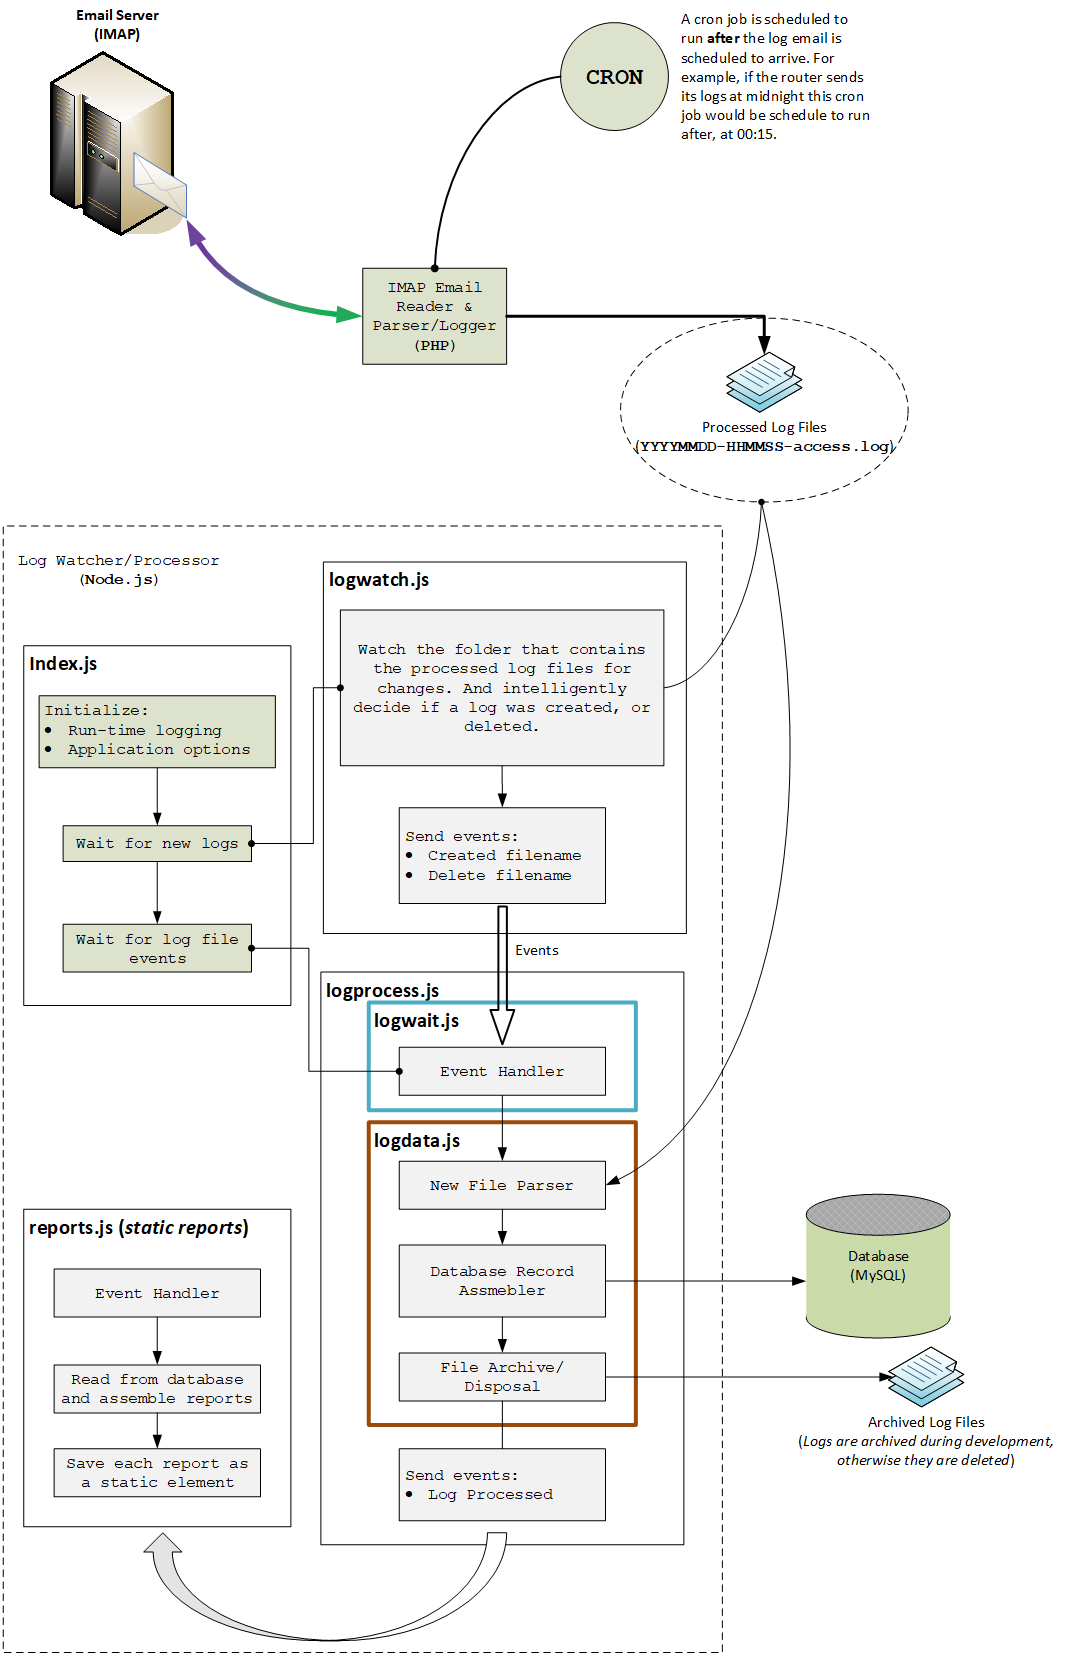 Email Server
(IMAP)
CRON
A cron job is scheduled to
run after the log email is
scheduled to arrive. For
example, if the router sends
its logs at midnight this cron
job would be schedule to run
after, at 00:15.
IMAP Email
Reader &
Parser/Logger
(PHP)
Processed Log Files
(YYYYMMDD-HHMMSS-access.log)
Log Watcher/Processor
(Node.js)
logwatch.js
Watch the folder that contains
the processed log files for
changes. And intelligently
decide if a log was created, or
deleted.
Send events:
• Created filename
• Delete filename
Index.js
Initialize:
• Run-time logging
• Application options
Wait for new logs
Wait for log file
events
Events
logprocess.js
logwait.js
Event Handler
logdata.js
New File Parser
Database Record
Assmebler
File Archive/
Disposal
Send events:
• Log Processed
Database
(MySQL)
Archived Log Files
(Logs are archived during development,
otherwise they are deleted)
reports.js (static reports)
Event Handler
Read from database
and assemble reports
Save each report as
a static element